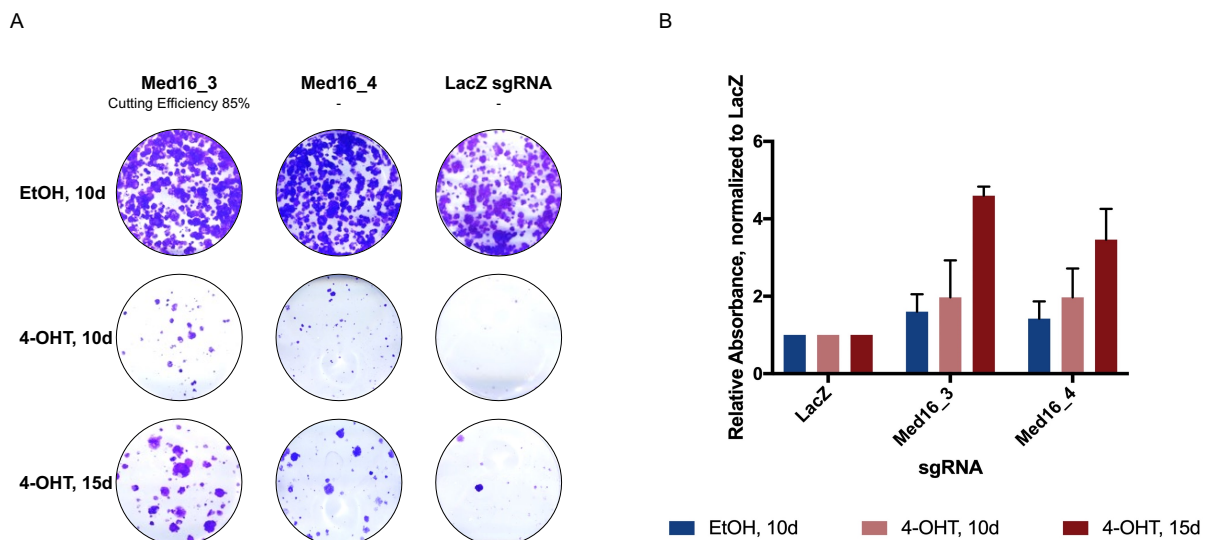 A
Med16_3
Cutting Efficiency 85%
Med16_4
-
LacZ sgRNA
-
EtOH, 10d
4-OHT, 10d
4-OHT, 15d
B
Relative Absorbance, normalized to LacZ
6
4
2
0
LacZ
Med16_3
Med16_4
sgRNA
EtOH, 10d
4-OHT, 10d
4-OHT, 15d